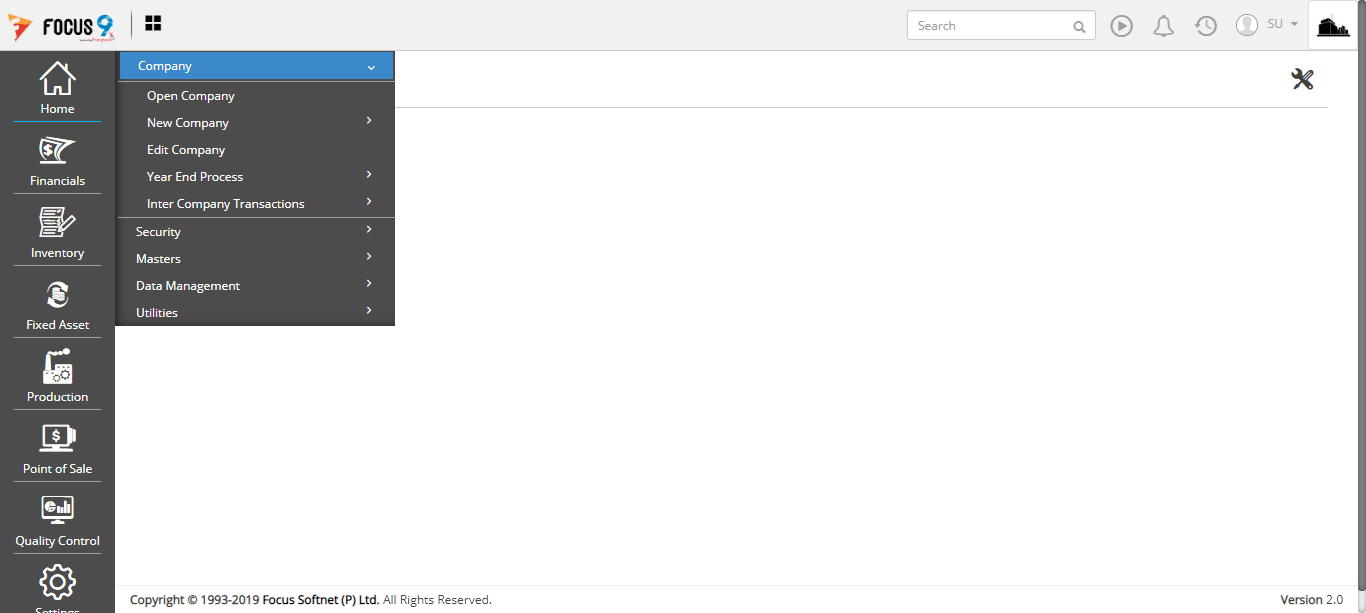 FOCUS 9
Search
SU
Home
Financials
Inventory
Fixed Asset
Production
Point of Sale
Quality Control
Settings
Company
Open Company
New Company
Edit Company
Year End Process
Inter Company Transactions
Security
Masters
Data Management
Utilities
Copyright © 1993-2019 Focus Softnet (P) Ltd. All Rights Reserved.
Version 2.0